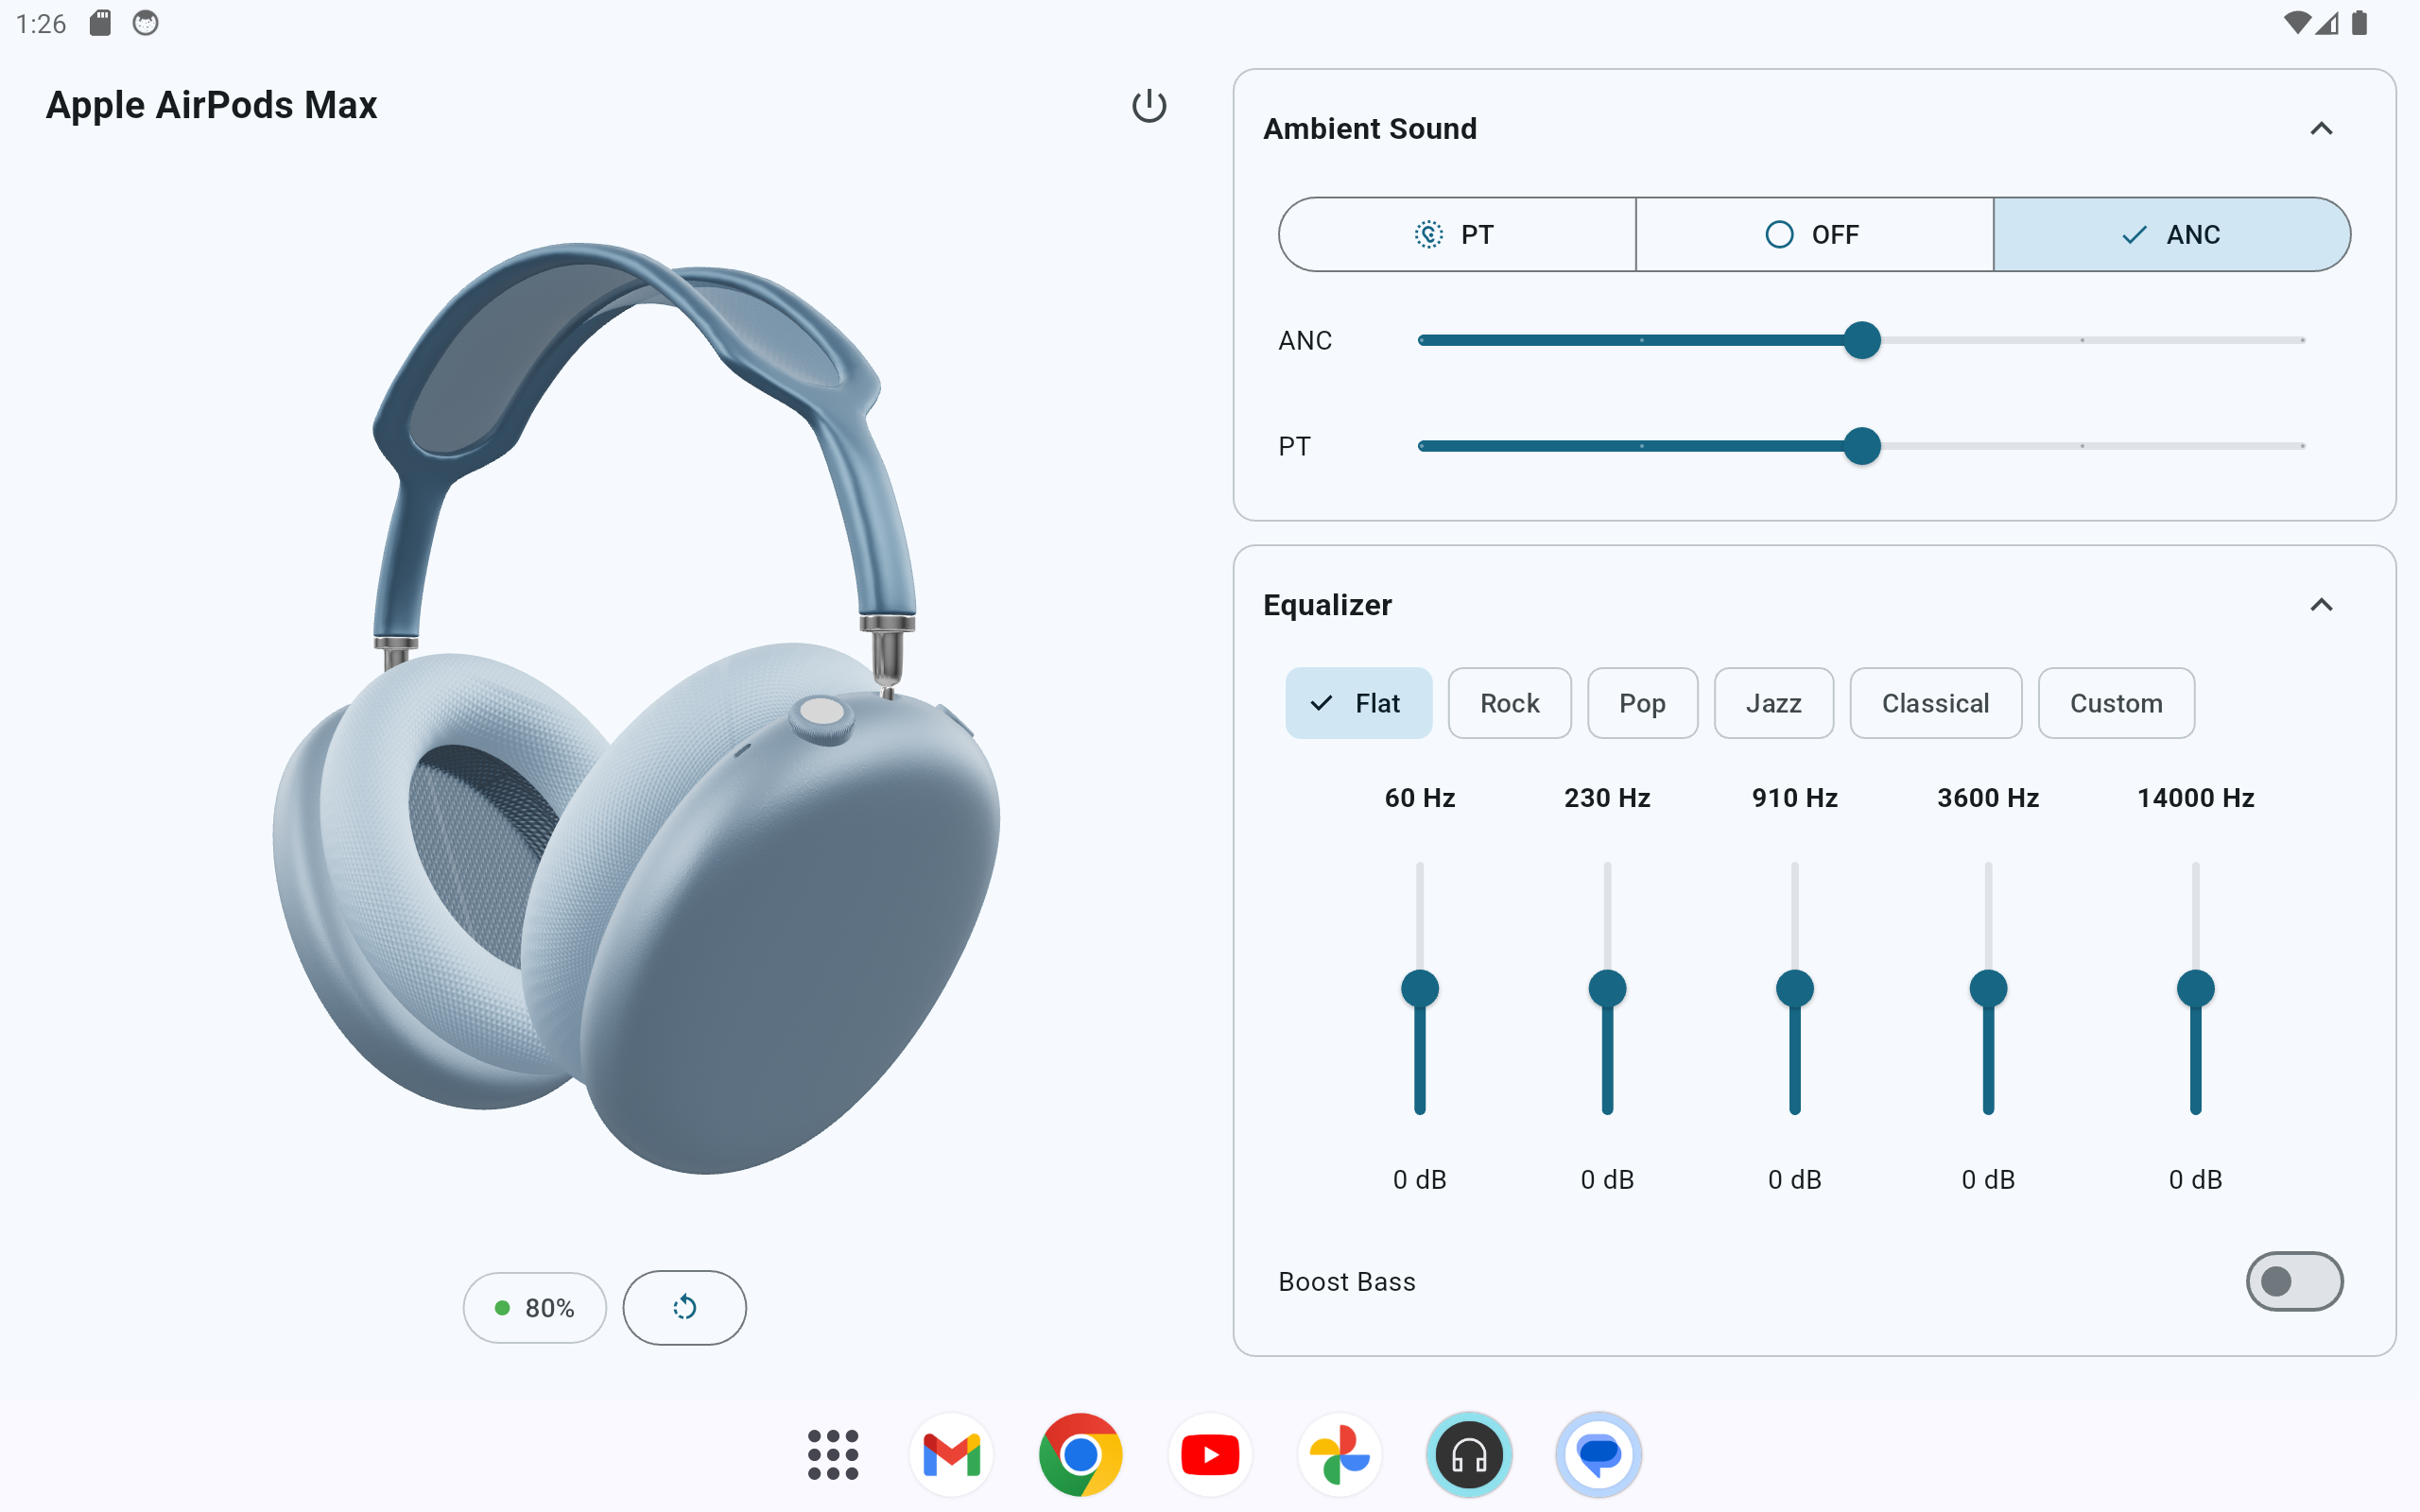 1:26
Apple AirPods Max
80%
Ambient Sound
PT
OFF
ANC
ANC
PT
Equalizer
Flat
Rock
Pop
Jazz
Classical
Custom
60 Hz
230 Hz
910 Hz
3600 Hz
14000 Hz
0 dB
0 dB
0 dB
0 dB
0 dB
Boost Bass